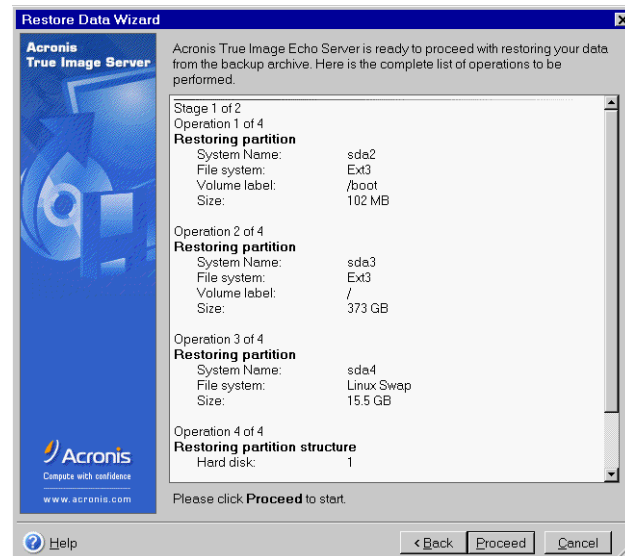 Restore Data Wizard
Acronis
True Image Server
Acronis True Image Echo Server is ready to proceed with restoring your data
from the backup archive. Here is the complete list of operations to be
performed.
Stage 1 of 2
Operation 1 of 4
Restoring partition
System Name: sda2
File system: Ext3
Volume label: /boot
Size: 102 MB
Operation 2 of 4
Restoring partition
System Name: sda3
File system: Ext3
Volume label: /
Size: 373 GB
Operation 3 of 4
Restoring partition
System Name: sda4
File system: Linux Swap
Size: 15.5 GB
Operation 4 of 4
Restoring partition structure
Hard disk: 1
Acronis
Compute with confidence
www.acronis.com
Please click Proceed to start.
Help
< Back Proceed Cancel